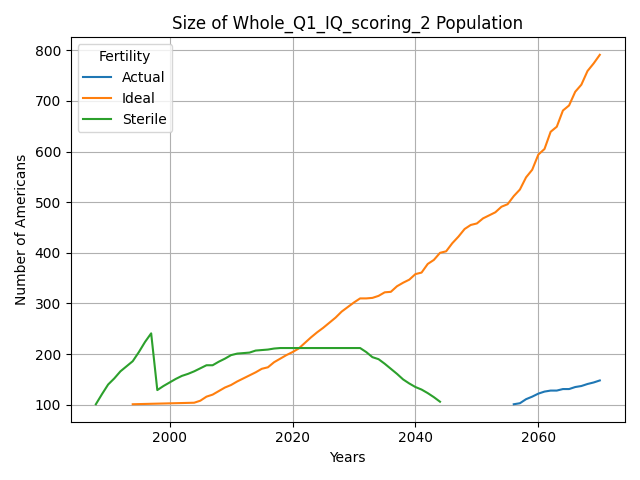 Size of Whole_Q1_IQ_scoring_2 Population
Fertility
Actual
Ideal
Sterile
Number of Americans
800
700
600
500
400
300
200
100
2000
2020
2040
2060
Years